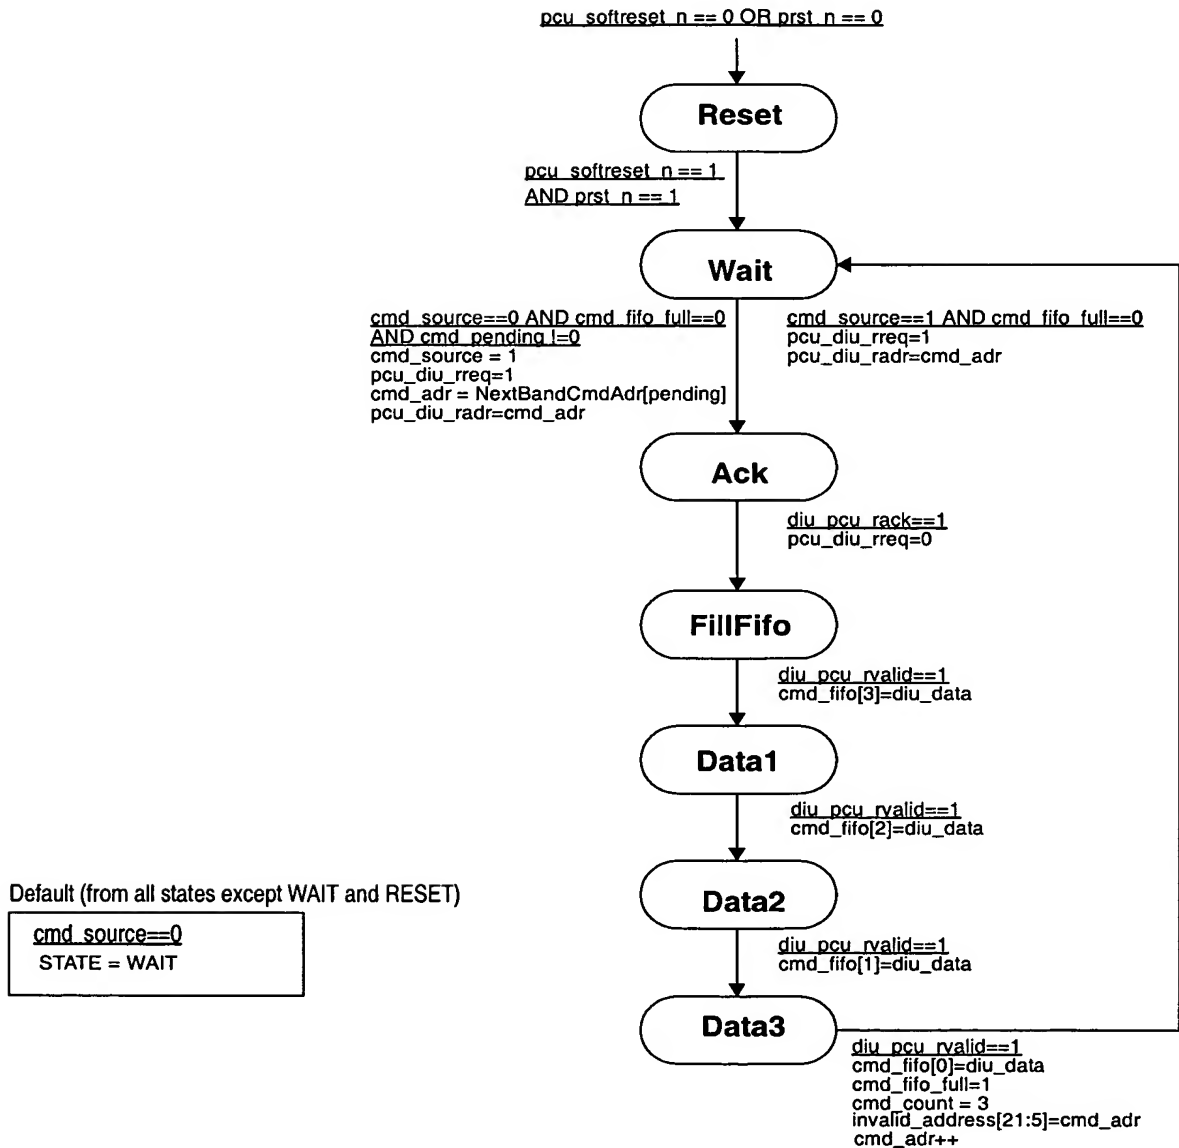 pcu_softreset_n == 0 OR prst_n == 0
Reset
pcu_softreset_n == 1
AND prst_n == 1
Wait
cmd_source==0 AND cmd_fifo_full==0
AND cmd_pending !=0
cmd_source = 1
pcu_diu_rreq=1
cmd_adr = NextBandCmdAdr[pending]
pcu_diu_radr=cmd_adr
cmd_source==1 AND cmd_fifo_full==0
pcu_diu_rreq=1
pcu_diu_radr=cmd_adr
Ack
diu_pcu_rack==1
pcu_diu_rreq=0
FillFifo
diu_pcu_rvalid==1
cmd_fifo[3]=diu_data
Data1
diu_pcu_rvalid==1
cmd_fifo[2]=diu_data
Data2
Default (from all states except WAIT and RESET)
cmd_source==0
STATE = WAIT
diu_pcu_rvalid==1
cmd_fifo[1]=diu_data
Data3
diu_pcu_rvalid==1
cmd_fifo[0]=diu_data
cmd_fifo_full=1
cmd_count = 3
invalid_address[21:5]=cmd_adr
cmd_adr++